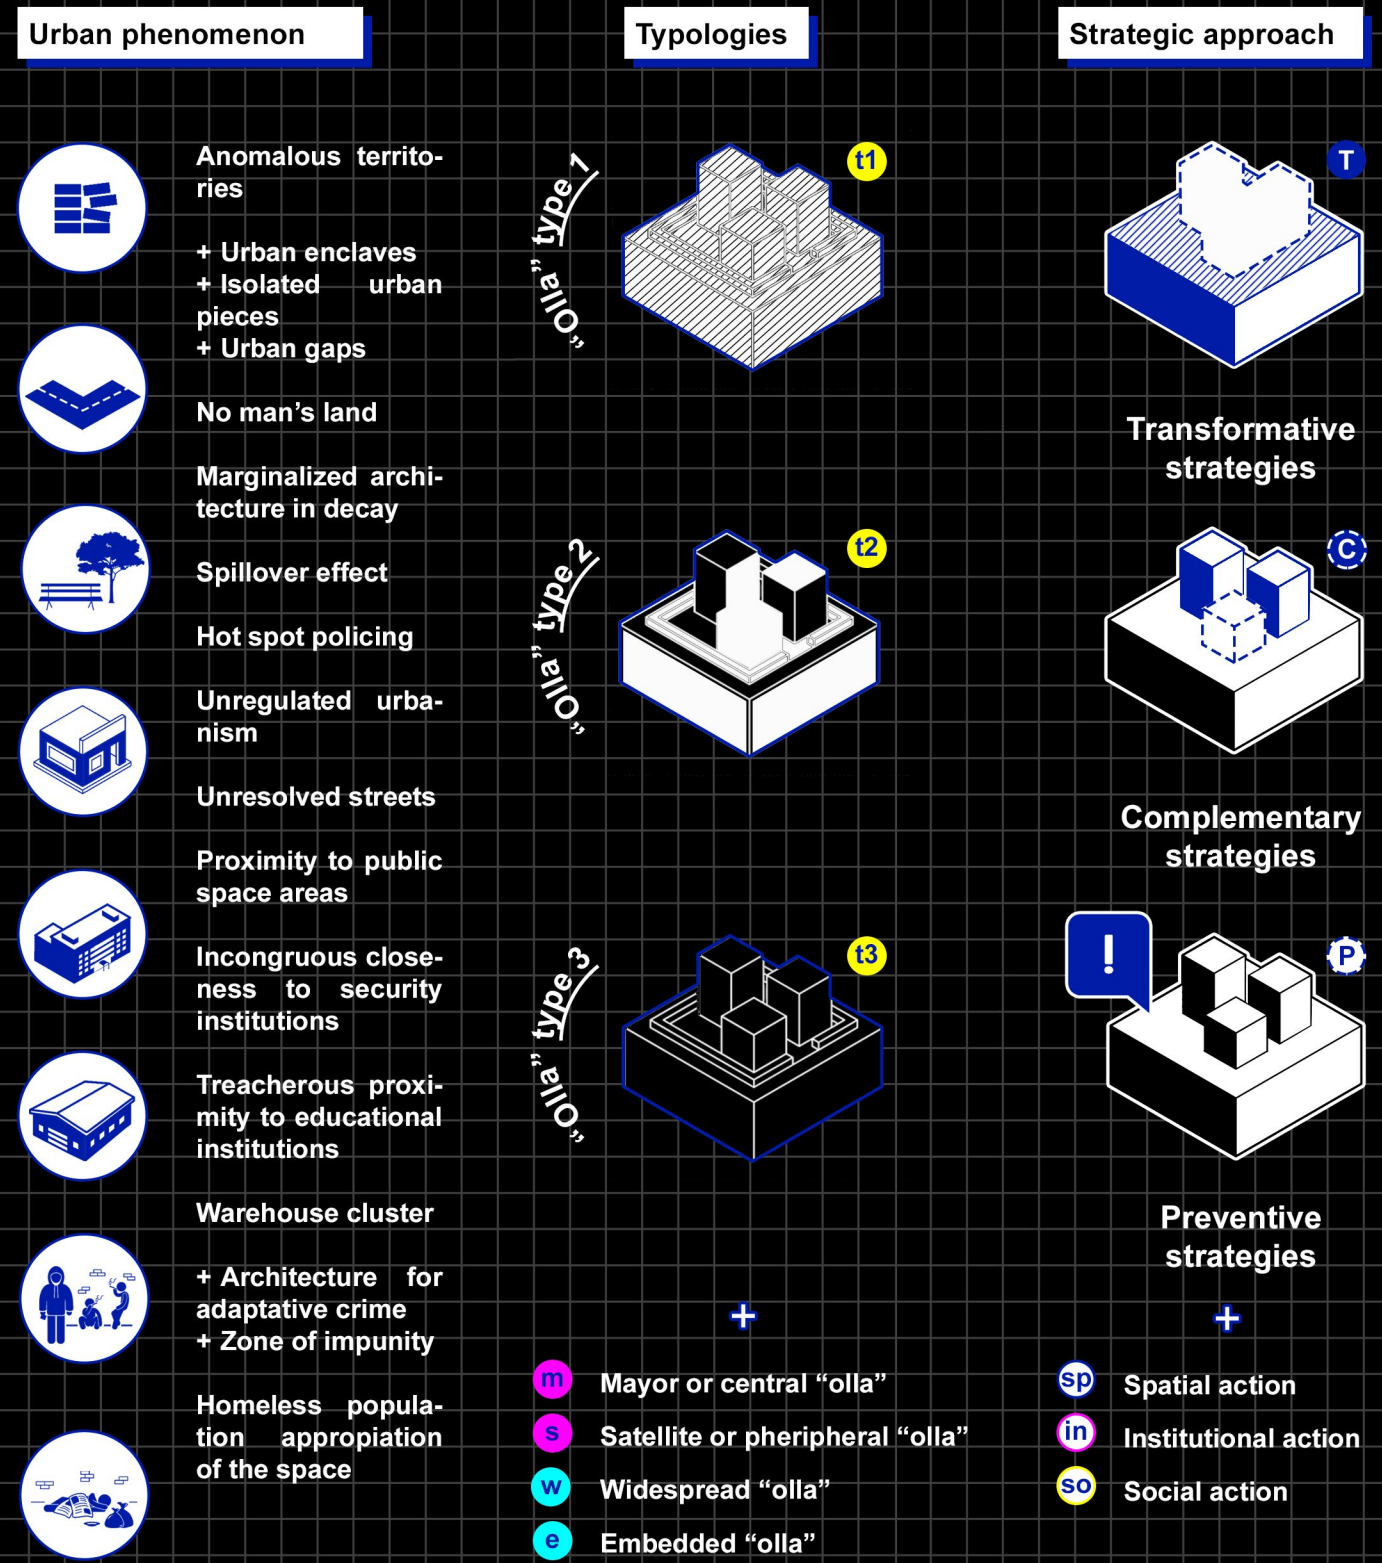 Urban phenomenon
Anomalous territo-
ries
+ Urban enclaves
+ Isolated urban
pieces
+ Urban gaps
No man’s land
Marginalized archi-
tecture in decay
Spillover effect
Hot spot policing
Unregulated urba-
nism
Unresolved streets
Proximity to public
space areas
Incongruous close-
ness to security
institutions
Treacherous proxi-
mity to educational
institutions
Warehouse cluster
+ Architecture for
adaptative crime
+ Zone of impunity
Homeless popula-
tion appropiation
of the space
Typologies
“Olla” type 1
t1
“Olla” type 2
t2
“Olla” type 3
t3
+
m Mayor or central “olla”
s Satellite or pheripheral “olla”
w Widespread “olla”
e Embedded “olla”
Strategic approach
T
Transformative
strategies
C
Complementary
strategies
!
P
Preventive
strategies
+
sp Spatial action
in Institutional action
so Social action